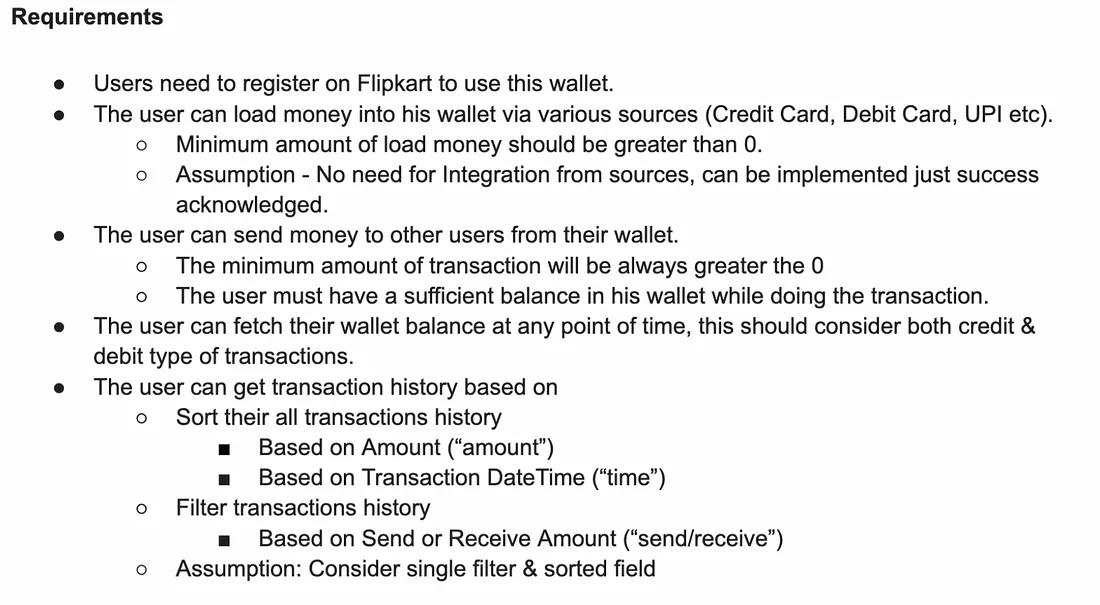 Requirements
● Users need to register on Flipkart to use this wallet.
● The user can load money into his wallet via various sources (Credit Card, Debit Card, UPI etc).
○ Minimum amount of load money should be greater than 0.
○ Assumption - No need for Integration from sources, can be implemented just success
acknowledged.
● The user can send money to other users from their wallet.
○ The minimum amount of transaction will be always greater the 0
○ The user must have a sufficient balance in his wallet while doing the transaction.
● The user can fetch their wallet balance at any point of time, this should consider both credit &
debit type of transactions.
● The user can get transaction history based on
○ Sort their all transactions history
■ Based on Amount (“amount”)
■ Based on Transaction DateTime (“time”)
○ Filter transactions history
■ Based on Send or Receive Amount (“send/receive”)
○ Assumption: Consider single filter & sorted field